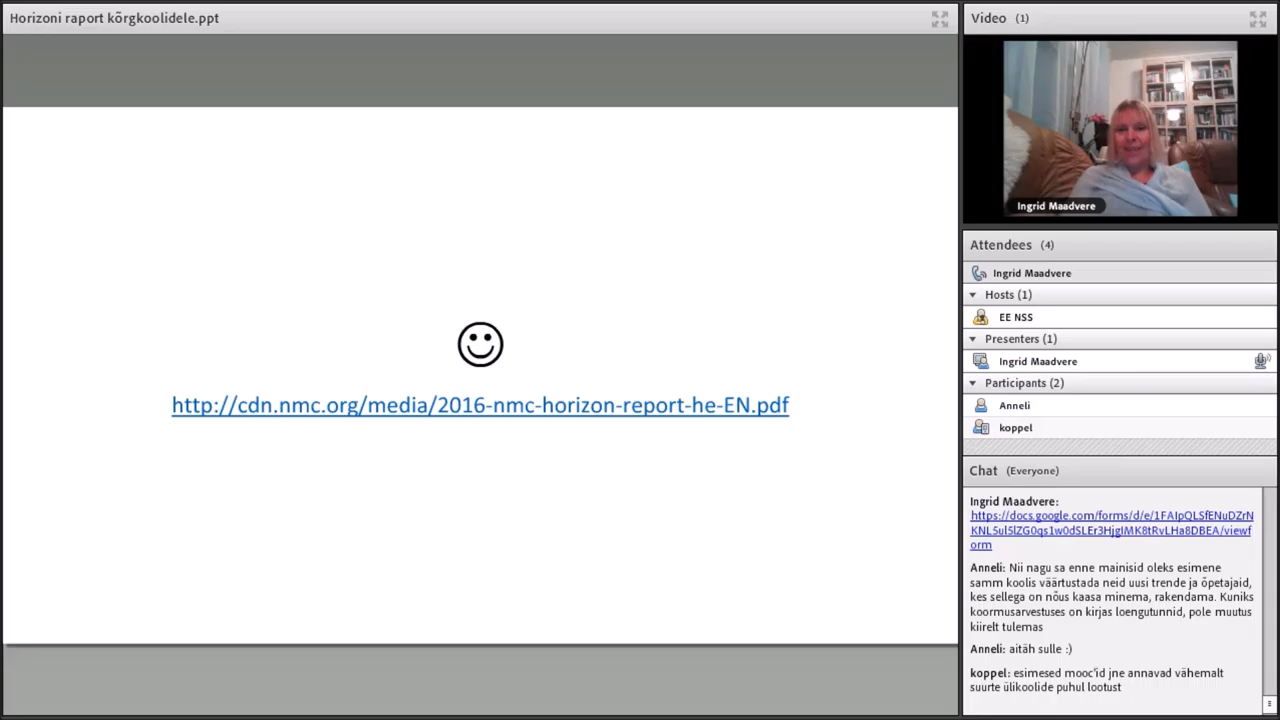 Horizoni raport kõrgkoolidele.ppt
http://cdn.nmc.org/media/2016-nmc-horizon-report-he-EN.pdf
Video (1)
Ingrid Maadvere
Attendees (4)
Ingrid Maadvere
Hosts (1)
EE NSS
Presenters (1)
Ingrid Maadvere
Participants (2)
Anneli
koppel
Chat (Everyone)
Ingrid Maadvere:
https://docs.google.com/forms/d/e/1FAIpQLSfENuDZrN
KNL5ul5lZG0qs1w0dSLEr3HjgIMK8tRvLHa8DBEA/viewf
orm
Anneli: Nii nagu sa enne mainisid oleks esimene
samm koolis väärtustada neid uusi trende ja õpetajaid,
kes sellega on nõus kaasa minema, rakendama. Kuniks
koormusarvestuses on kirjas loengutunnid, pole muutus
kiirelt tulemas
Anneli: aitäh sulle :)
koppel: esimesed mooc'id jne annavad vähemalt
suurte ülikoolide puhul lootust